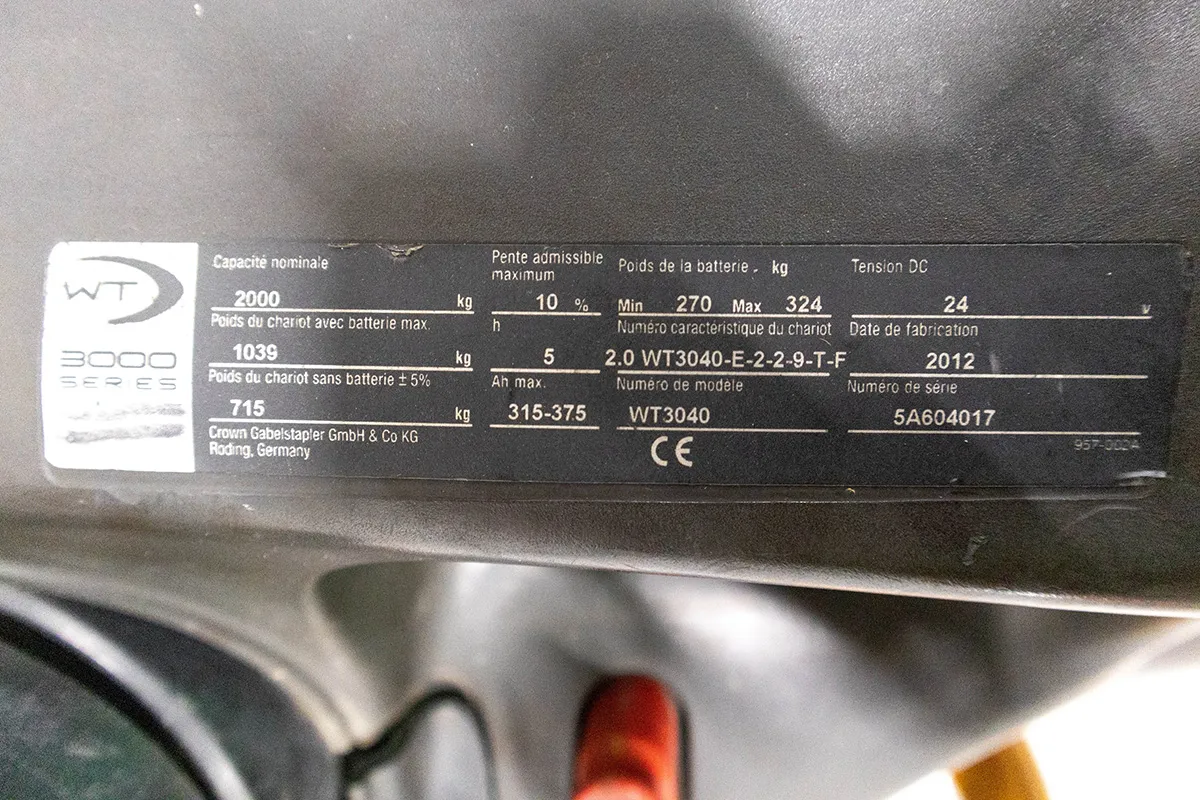 WT
3000
SERIES
Capacité nominale
2000 kg
Poids du chariot avec batterie max.
1039 kg
Poids du chariot sans batterie ± 5%
715 kg
Crown Gabelstapler GmbH & Co KG
Roding, Germany
Pente admissible
maximum
10 %
h
5
Ah max.
315-375
Poids de la batterie. kg
Min 270 Max 324
Numéro caractéristique du chariot
2.0 WT3040-E-2-2-9-T-F
Numéro de modèle
WT3040
CE
Tension DC
24 V
Date de fabrication
2012
Numéro de série
5A604017
957-002A